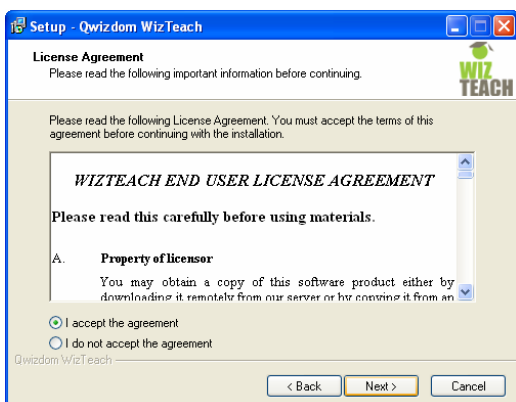 Setup - Qwizdom WizTeach
License Agreement
Please read the following important information before continuing.
WIZ
TEACH
Please read the following License Agreement. You must accept the terms of this
agreement before continuing with the installation.
WIZTEACH END USER LICENSE AGREEMENT
Please read this carefully before using materials.
A. Property of licensor
You may obtain a copy of this software product either by
downloading it remotely from our server or by copying it from an
I accept the agreement
I do not accept the agreement
Qwizdom WizTeach
< Back Next > Cancel